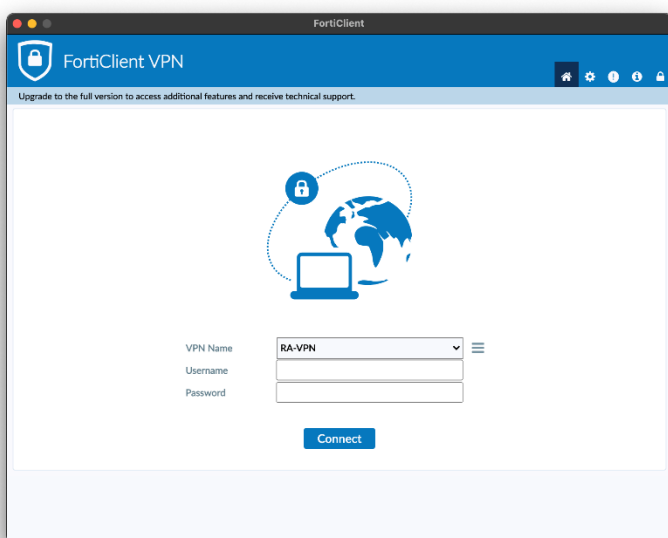 FortiClient
FortiClient VPN
Upgrade to the full version to access additional features and receive technical support.
VPN Name
RA-VPN
Username
Password
Connect